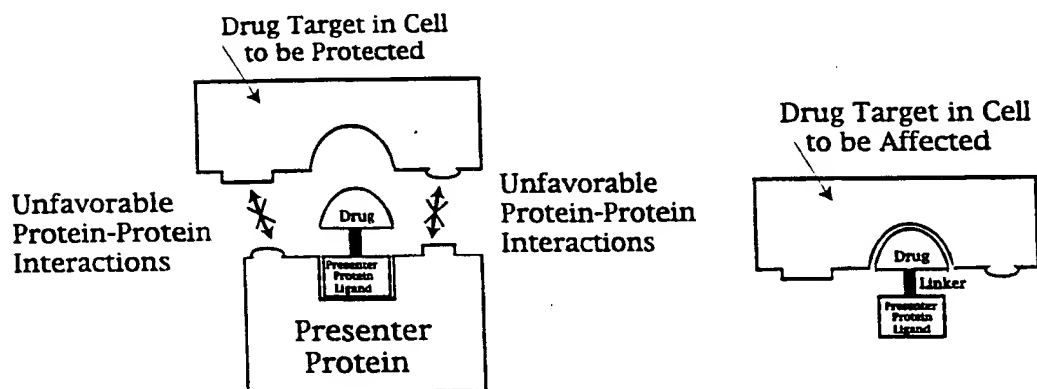 Drug Target in Cell
to be Protected
Unfavorable
Protein-Protein
Interactions
Unfavorable
Protein-Protein
Interactions
Drug
Presenter
Protein
Ligand
Presenter
Protein
Drug Target in Cell
to be Affected
Drug
Linker
Presenter
Protein
Ligand